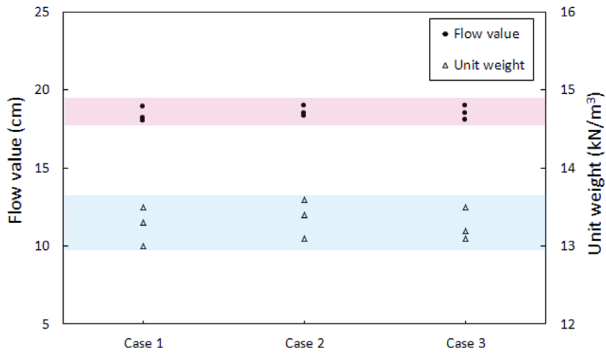 25
20
15
10
5
Flow value (cm)
Flow value
Unit weight
16
15
14
13
12
Unit weight (kN/m³)
Case 1
Case 2
Case 3